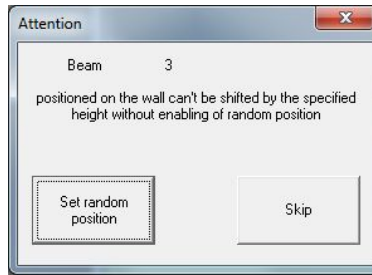 Attention
Beam 3
positioned on the wall can't be shifted by the specified
height without enabling of random position
Set random
position
Skip